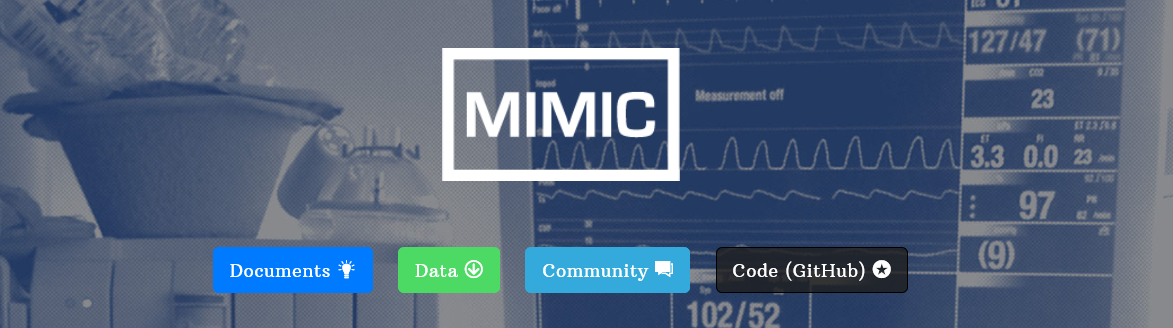 127/47 (71)
CO2
23
MIMIC
Measurement off
3.3 0.0 23
97
(9)
Documents
Data
Community
Code (GitHub)
102/52